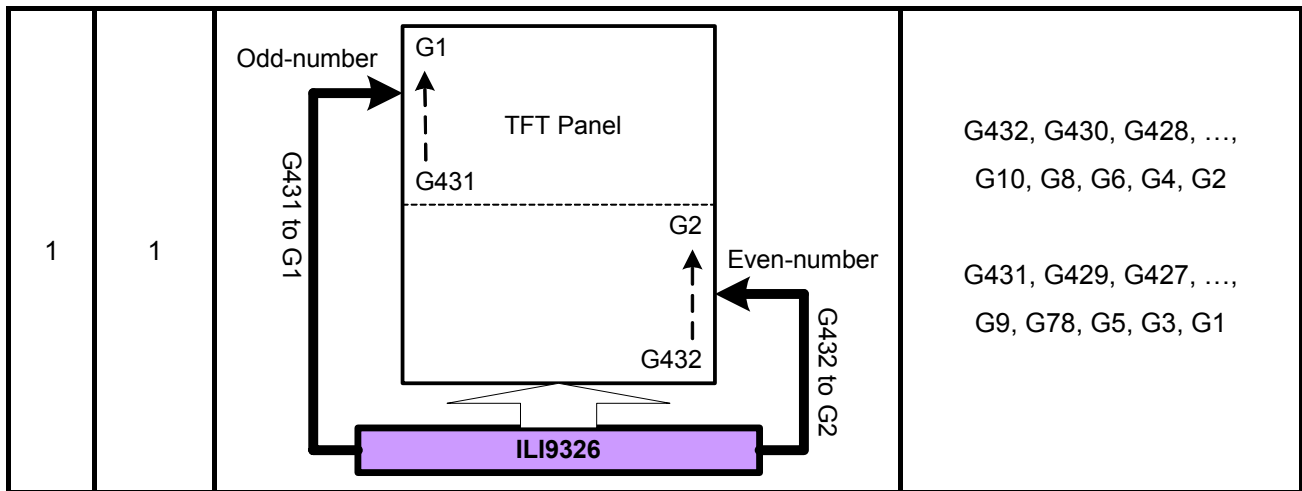 1
1
Odd-number
G1
TFT Panel
G431
G431 to G1
G2
Even-number
G432
G432 to G2
ILI9326
G432, G430, G428, …,
G10, G8, G6, G4, G2
G431, G429, G427, …,
G9, G78, G5, G3, G1